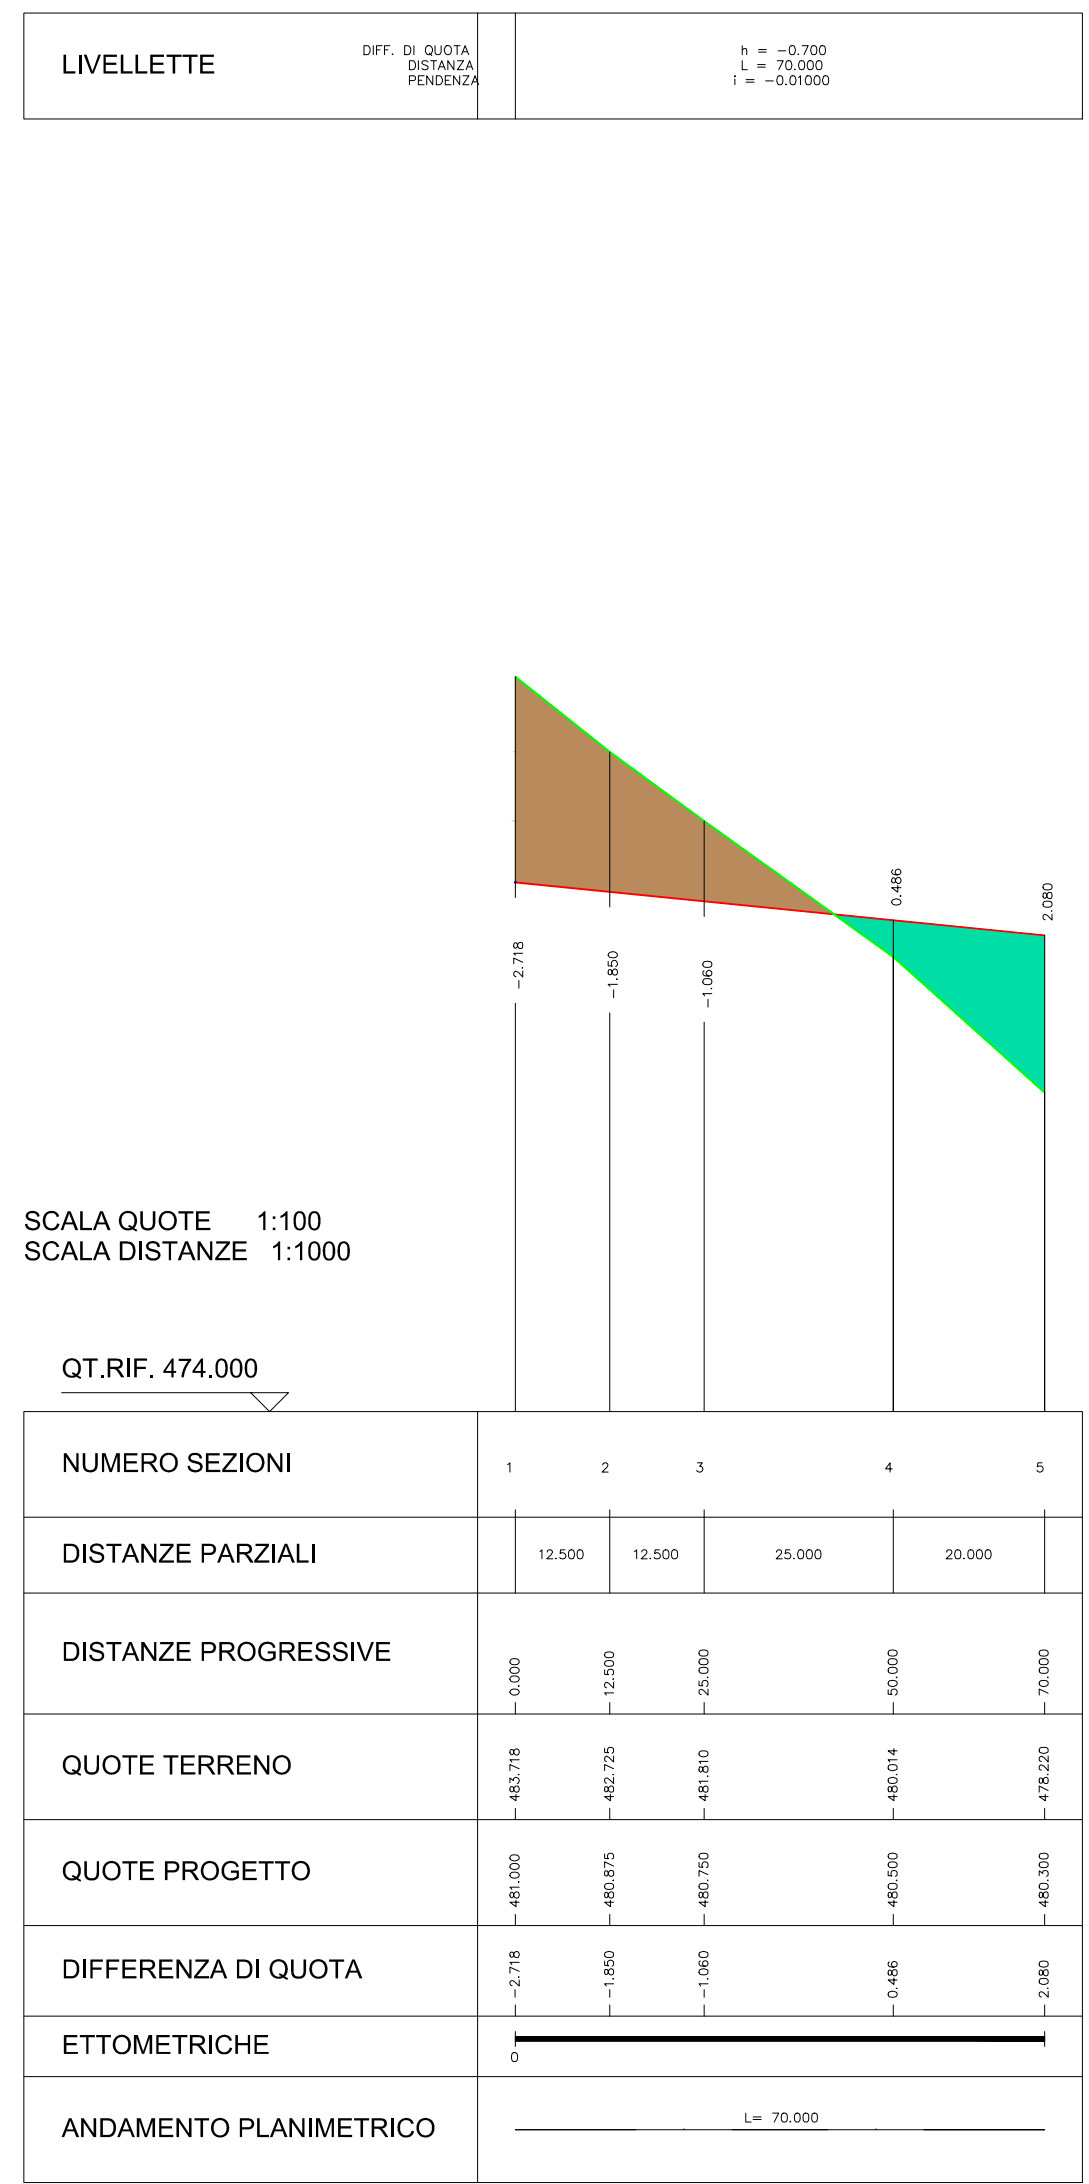 LIVELLETTE
DIFF. DI QUOTA
DISTANZA
PENDENZA
h = -0.700
L = 70.000
i = -0.01000
0.486
2.080
-2.718
-1.850
-1.060
SCALA QUOTE 1:100
SCALA DISTANZE 1:1000
QT.RIF. 474.000
NUMERO SEZIONI 1 2 3 4 5
DISTANZE PARZIALI 12.500 12.500 25.000 20.000
DISTANZE PROGRESSIVE 0.000 12.500 25.000 50.000 70.000
QUOTE TERRENO 483.718 482.725 481.810 480.014 478.220
QUOTE PROGETTO 481.000 480.875 480.750 480.500 480.300
DIFFERENZA DI QUOTA -2.718 -1.850 -1.060 0.486 2.080
ETTOMETRICHE 0
ANDAMENTO PLANIMETRICO L= 70.000